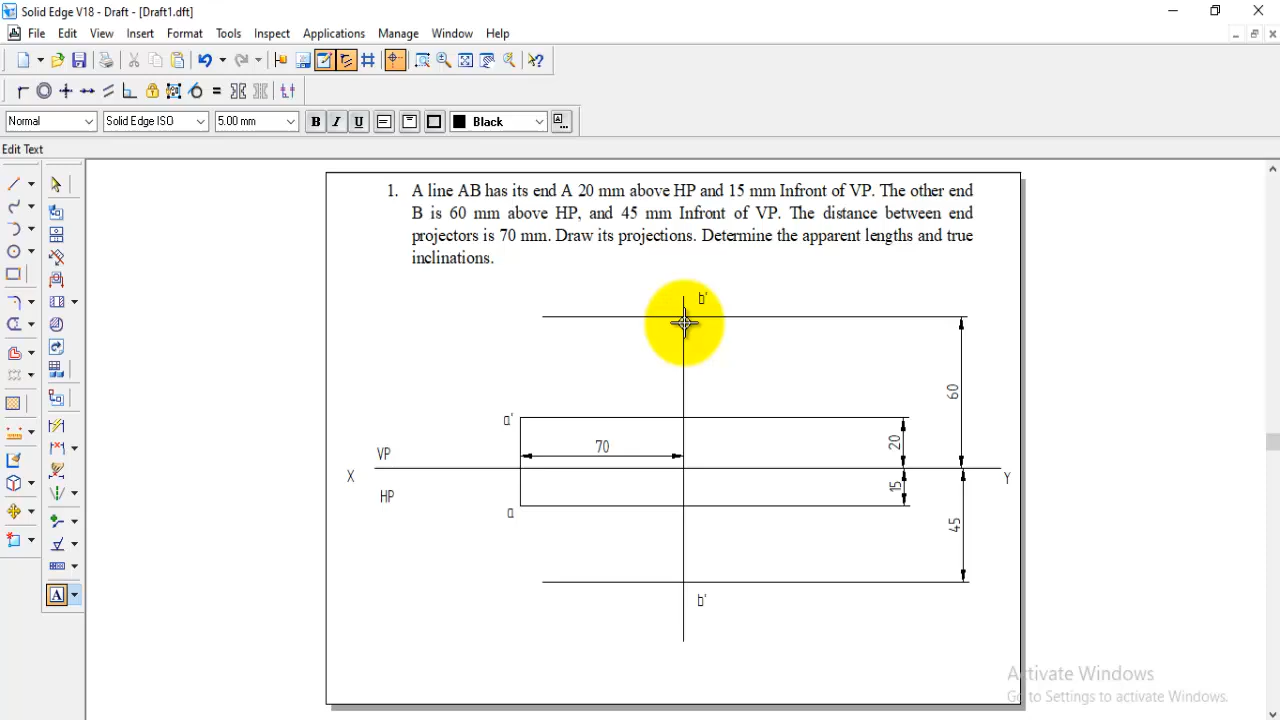 Solid Edge V18 - Draft - [Draft1.dft]
File Edit View Insert Format Tools Inspect Applications Manage Window Help
Normal Solid Edge ISO 5.00 mm B I U Black A
Edit Text
1. A line AB has its end A 20 mm above HP and 15 mm Infront of VP. The other end
B is 60 mm above HP, and 45 mm Infront of VP. The distance between end
projectors is 70 mm. Draw its projections. Determine the apparent lengths and true
inclinations.
b'
60
a'
70
20
VP
X
Y
HP
15
a
45
b'
A
Activate Windows
Go to Settings to activate Windows.